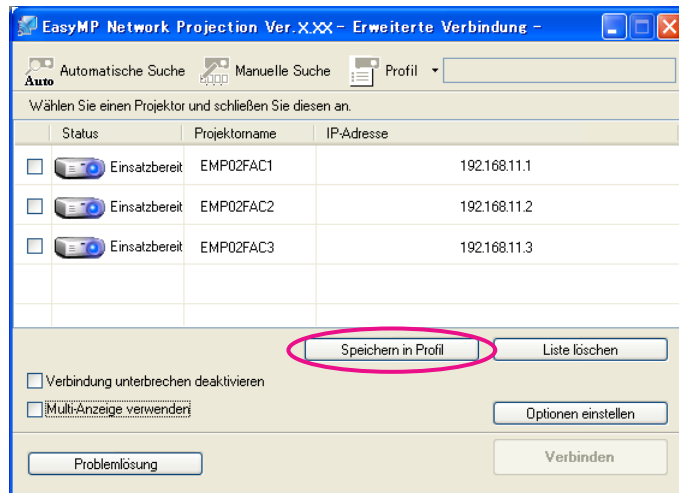 EasyMP Network Projection Ver.X.XX - Erweiterte Verbindung -
Auto Automatische Suche Manuelle Suche Profil
Wählen Sie einen Projektor und schließen Sie diesen an.
Status Projektorname IP-Adresse
Einsatzbereit EMP02FAC1 192.168.11.1
Einsatzbereit EMP02FAC2 192.168.11.2
Einsatzbereit EMP02FAC3 192.168.11.3
Speichern in Profil Liste löschen
Verbindung unterbrechen deaktivieren
Multi-Anzeige verwenden
Optionen einstellen
Problemlösung Verbinden